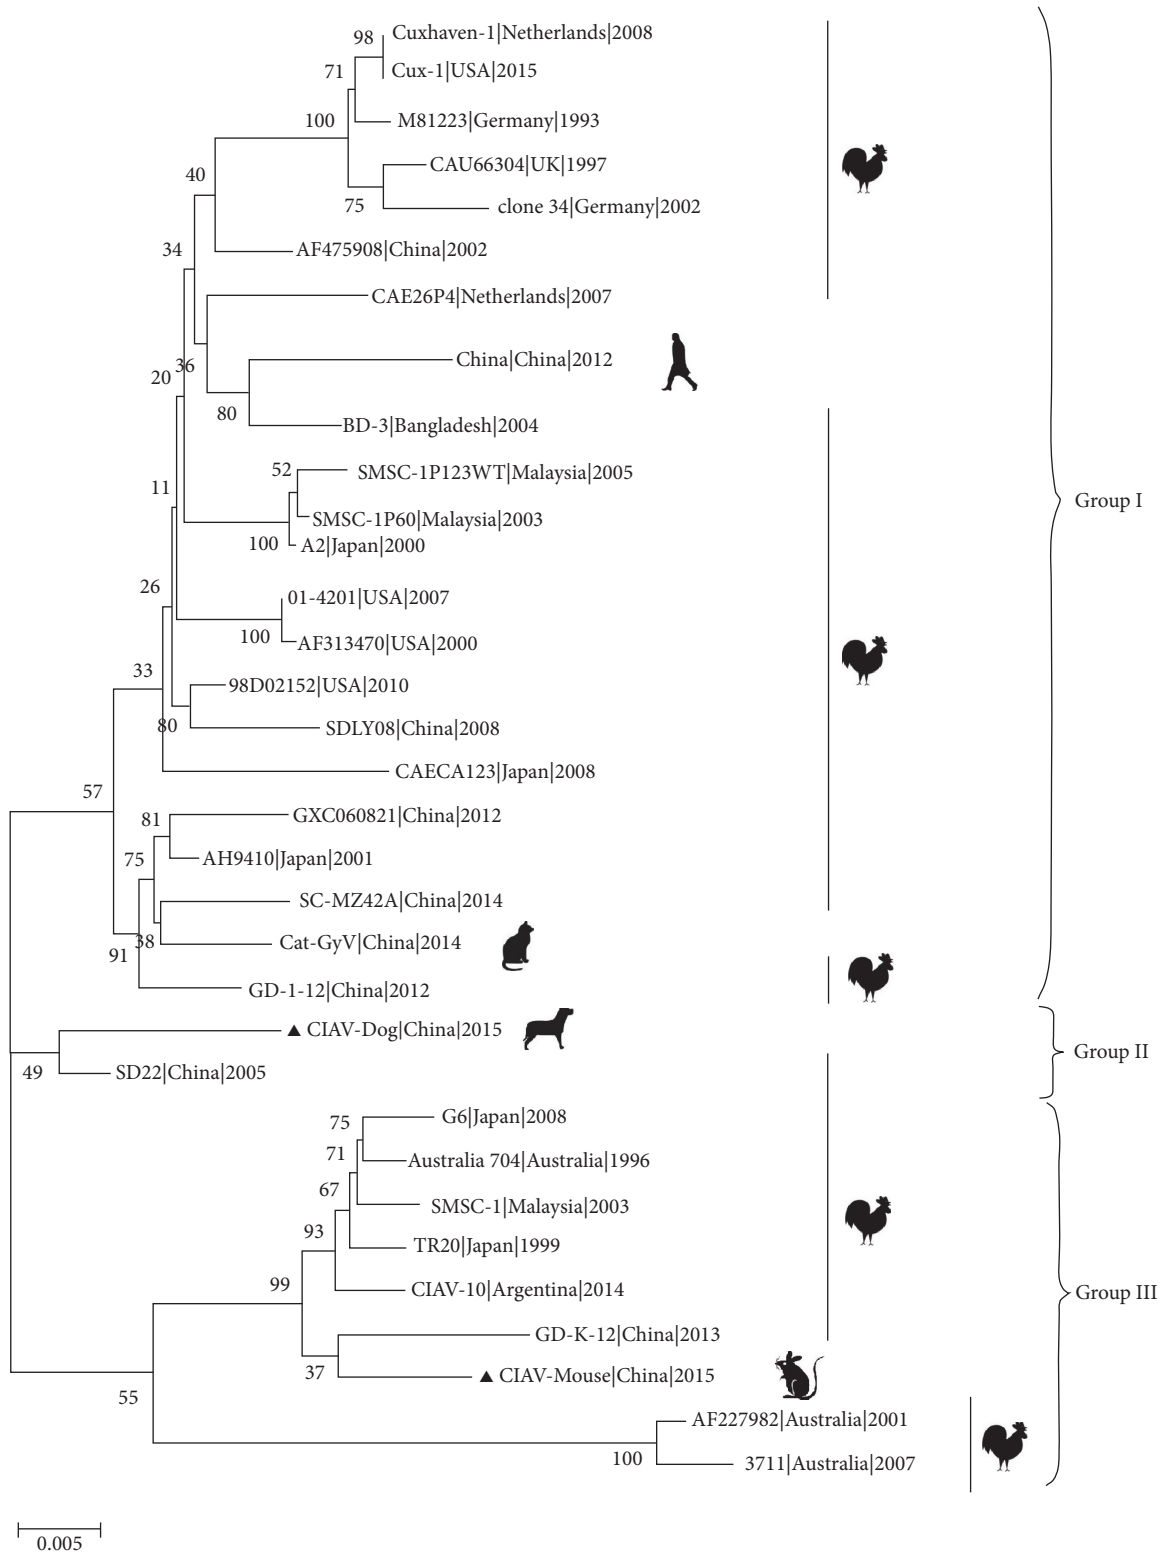 98
Cuxhaven-1|Netherlands|2008
71
Cux-1|USA|2015
100
M81223|Germany|1993
CAU66304|UK|1997
40
75
clone 34|Germany|2002
34
AF475908|China|2002
CAE26P4|Netherlands|2007
36
China|China|2012
20
80
BD-3|Bangladesh|2004
52
SMSC-1P123WT|Malaysia|2005
11
SMSC-1P60|Malaysia|2003
Group I
100
A2|Japan|2000
26
01-4201|USA|2007
100
AF313470|USA|2000
33
98D02152|USA|2010
80
SDLY08|China|2008
CAECA123|Japan|2008
57
81
GXC060821|China|2012
75
AH9410|Japan|2001
SC-MZ42A|China|2014
38
Cat-GyV|China|2014
91
GD-1-12|China|2012
▲ CIAV-Dog|China|2015
Group II
49
SD22|China|2005
75
G6|Japan|2008
71
Australia 704|Australia|1996
67
SMSC-1|Malaysia|2003
93
TR20|Japan|1999
99
CIAV-10|Argentina|2014
Group III
GD-K-12|China|2013
37
▲ CIAV-Mouse|China|2015
55
AF227982|Australia|2001
100
3711|Australia|2007
0.005